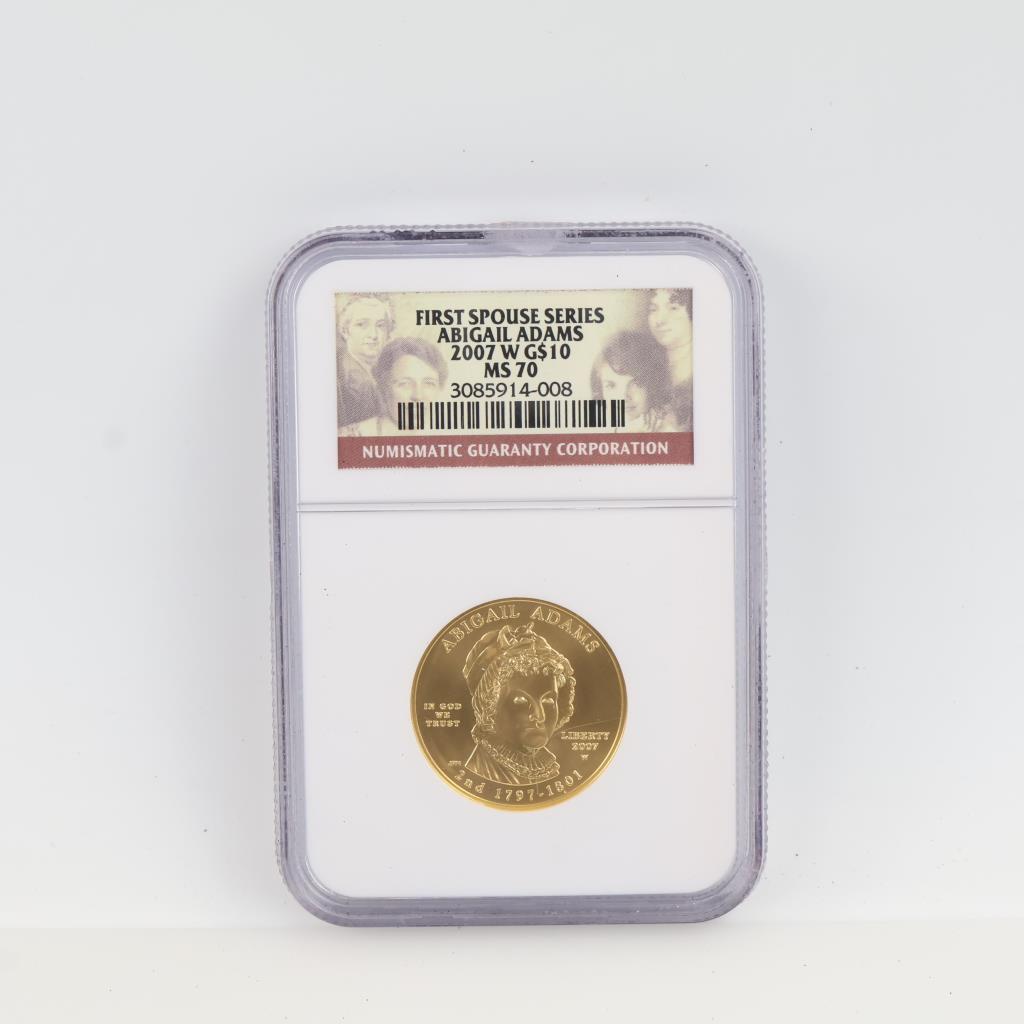 FIRST SPOUSE SERIES
ABIGAIL ADAMS
2007 W G$10
MS 70
3085914-008
NUMISMATIC GUARANTY CORPORATION
ABIGAIL ADAMS
IN GOD
WE
TRUST
LIBERTY
2007
W
2nd 1797-1801